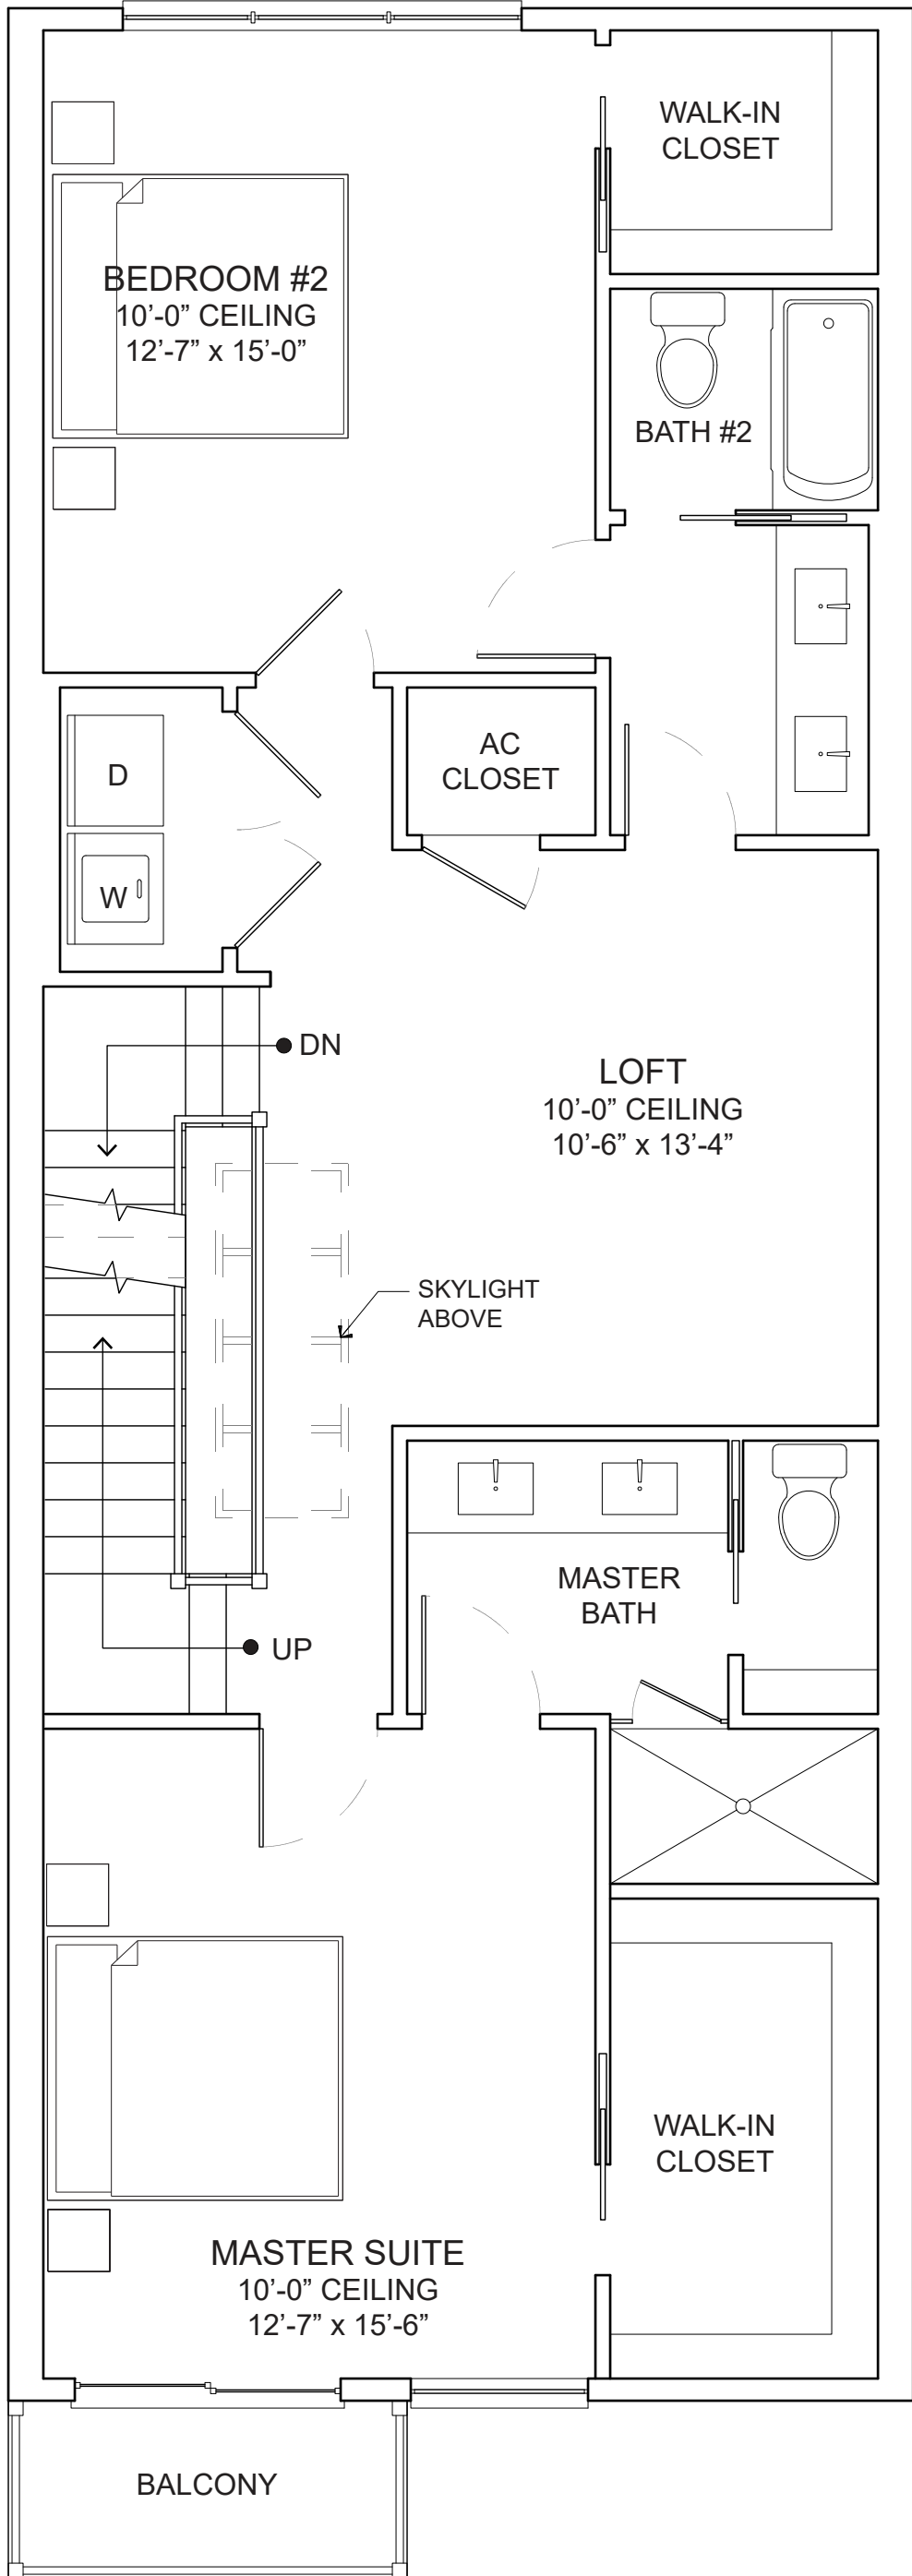 WALK-IN
CLOSET
BEDROOM #2
10’-0” CEILING
12’-7” x 15’-0”
BATH #2
AC
CLOSET
D
W
DN
LOFT
10’-0” CEILING
10’-6” x 13’-4”
SKYLIGHT
ABOVE
MASTER
BATH
UP
WALK-IN
CLOSET
MASTER SUITE
10’-0” CEILING
12’-7” x 15’-6”
BALCONY